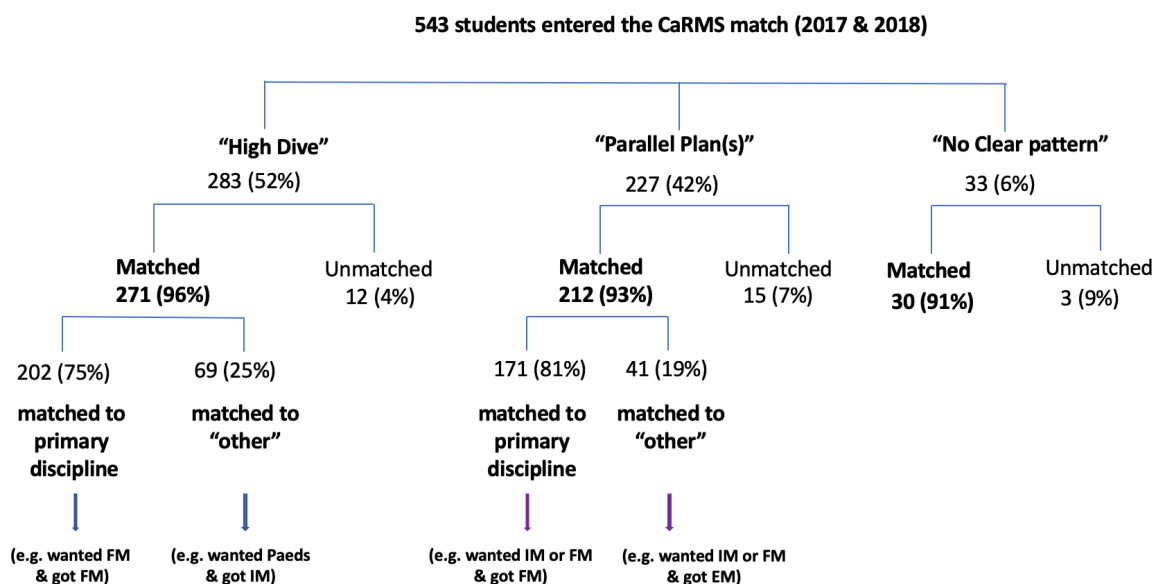 543 students entered the CaRMS match (2017 & 2018)
“High Dive”
283 (52%)
“Parallel Plan(s)”
227 (42%)
“No Clear pattern”
33 (6%)
Matched
271 (96%)
Unmatched
12 (4%)
Matched
212 (93%)
Unmatched
15 (7%)
Matched
30 (91%)
Unmatched
3 (9%)
202 (75%)
matched to
primary
discipline
69 (25%)
matched to
“other”
171 (81%)
matched to
primary
discipline
41 (19%)
matched to
“other”
(e.g. wanted FM
& got FM)
(e.g. wanted Paeds
& got IM)
(e.g. wanted IM or FM
& got FM)
(e.g. wanted IM or FM
& got EM)